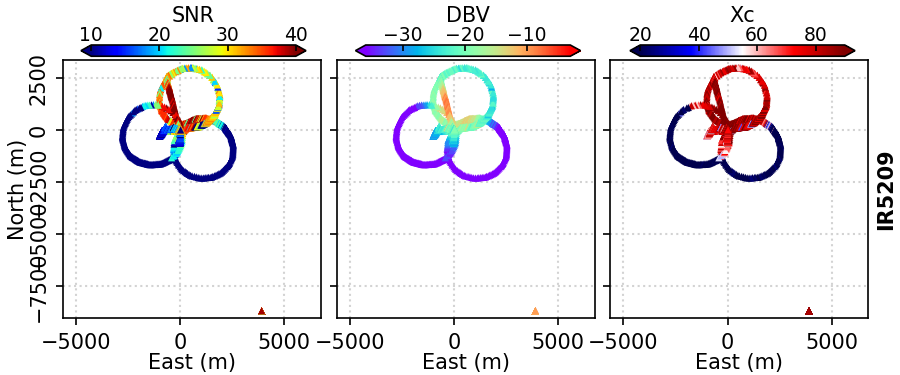 SNR DBV Xc
10 20 30 40 −30 −20 −10 20 40 60 80
2500
0
−2500
−5000
−7500
North (m)
IR5209
−5000 0 5000 −5000 0 5000 −5000 0 5000
East (m) East (m) East (m)